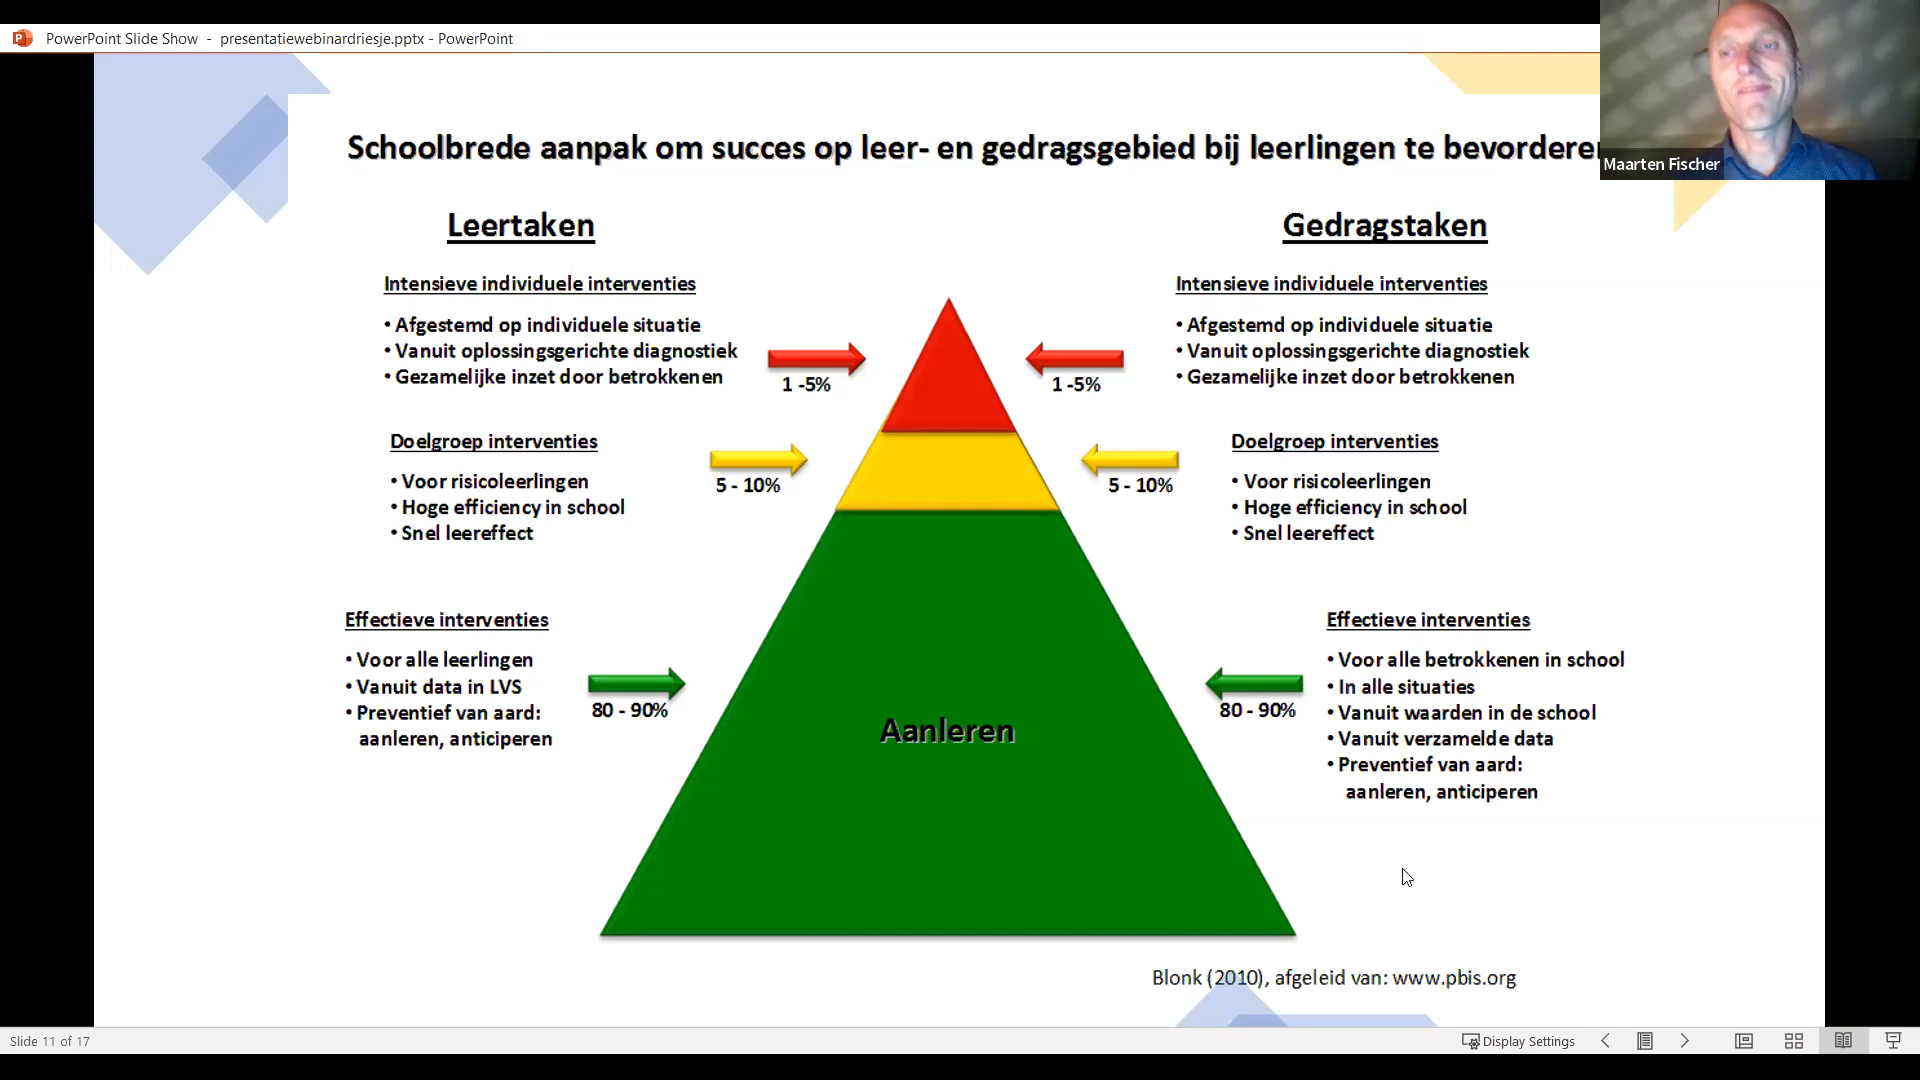 PowerPoint Slide Show - presentatiewebinardriesje.pptx - PowerPoint
Maarten Fischer
Schoolbrede aanpak om succes op leer- en gedragsgebied bij leerlingen te bevordere
Leertaken
Intensieve individuele interventies
• Afgestemd op individuele situatie
• Vanuit oplossingsgerichte diagnostiek
• Gezamelijke inzet door betrokkenen
1 -5%
Doelgroep interventies
• Voor risicoleerlingen
• Hoge efficiency in school
• Snel leereffect
5 - 10%
Effectieve interventies
• Voor alle leerlingen
• Vanuit data in LVS
• Preventief van aard:
aanleren, anticiperen
80 - 90%
Aanleren
Gedragstaken
Intensieve individuele interventies
• Afgestemd op individuele situatie
• Vanuit oplossingsgerichte diagnostiek
• Gezamelijke inzet door betrokkenen
1 -5%
Doelgroep interventies
• Voor risicoleerlingen
• Hoge efficiency in school
• Snel leereffect
5 - 10%
Effectieve interventies
• Voor alle betrokkenen in school
• In alle situaties
• Vanuit waarden in de school
• Vanuit verzamelde data
• Preventief van aard:
aanleren, anticiperen
80 - 90%
Blonk (2010), afgeleid van: www.pbis.org
Slide 11 of 17
Display Settings